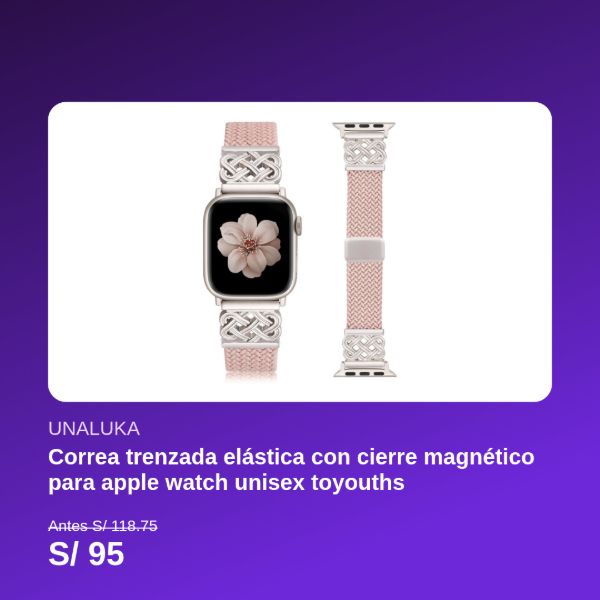 UNALUKA
Correa trenzada elástica con cierre magnético
para apple watch unisex toyouths
Antes S/ 118.75
S/ 95